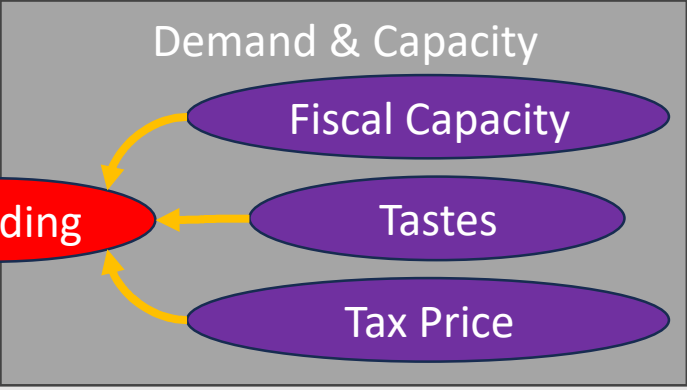 Demand & Capacity
Fiscal Capacity
ding
Tastes
Tax Price